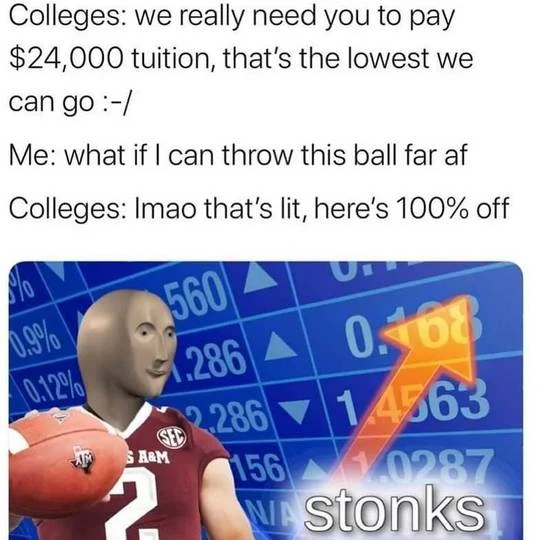 Colleges: we really need you to pay
$24,000 tuition, that's the lowest we
can go :-/
Me: what if I can throw this ball far af
Colleges: lmao that's lit, here's 100% off
%
560
0.9%
0.168
.286
0.12%
2.286
1.4563
SEC
S A&M
ATM
156
1.0287
2
N/A
stonks